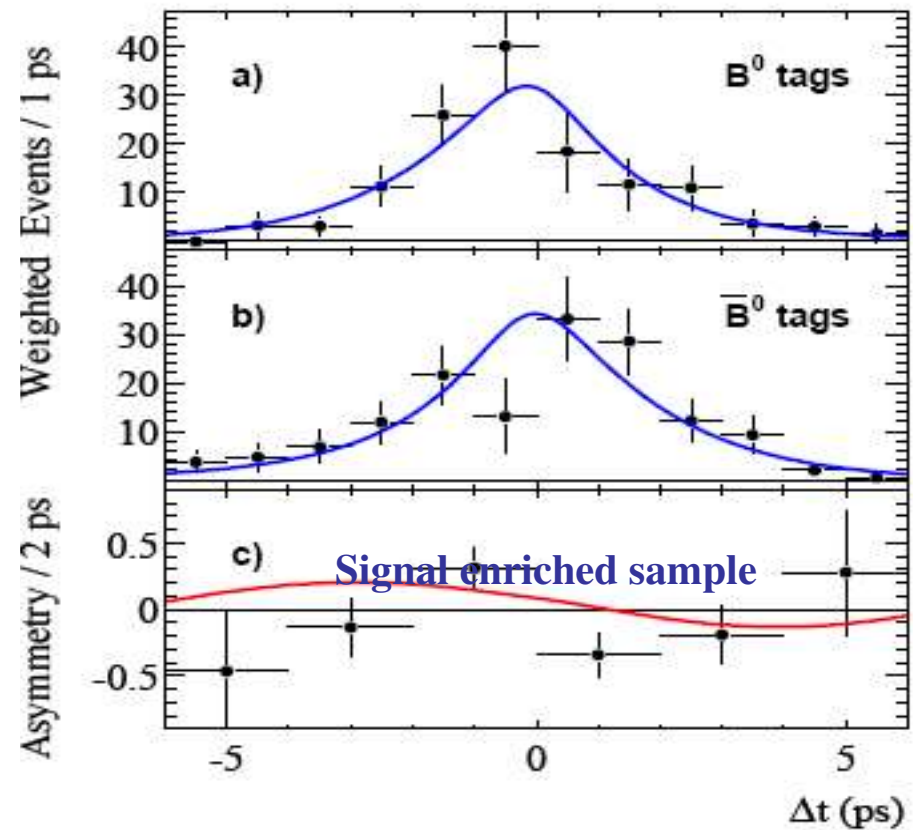 Weighted Events / 1 ps
40
30
20
10
a)
B⁰ tags
40
30
20
10
b)
B̅⁰ tags
Asymmetry / 2 ps
0.5
0
-0.5
c)
Signal enriched sample
-5
0
5
Δt (ps)